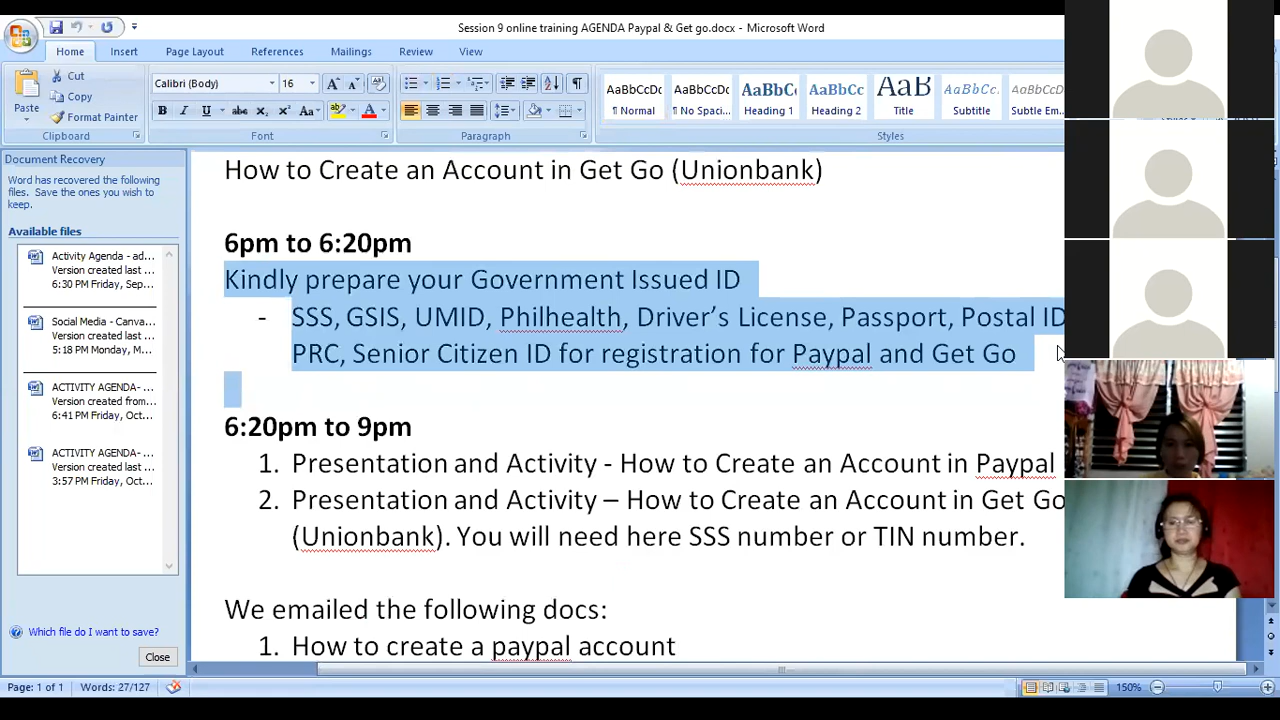 Session 9 online training AGENDA Paypal & Get go.docx - Microsoft Word
Home Insert Page Layout References Mailings Review View
Paste
Cut
Copy
Format Painter
Clipboard
Calibri (Body) 16
Font
Paragraph
AaBbCcDc AaBbCcDc AaBbC AaBbCc AaB AaBbCc. AaBbCcD
¶ Normal ¶ No Spaci... Heading 1 Heading 2 Title Subtitle Subtle Em...
Styles
Document Recovery
Word has recovered the following
files. Save the ones you wish to
keep.
Available files
Activity Agenda - ad...
Version created last ...
6:30 PM Friday, Sep...
Social Media - Canva...
Version created last ...
5:18 PM Monday, M...
ACTIVITY AGENDA- ...
Version created from...
6:41 PM Friday, Oct...
ACTIVITY AGENDA- ...
Version created last ...
3:57 PM Friday, Oct...
Which file do I want to save?
Close
How to Create an Account in Get Go (Unionbank)
6pm to 6:20pm
Kindly prepare your Government Issued ID
- SSS, GSIS, UMID, Philhealth, Driver’s License, Passport, Postal ID
PRC, Senior Citizen ID for registration for Paypal and Get Go
6:20pm to 9pm
1. Presentation and Activity - How to Create an Account in Paypal
2. Presentation and Activity – How to Create an Account in Get Go
(Unionbank). You will need here SSS number or TIN number.
We emailed the following docs:
1. How to create a paypal account
Page: 1 of 1 Words: 27/127
150%